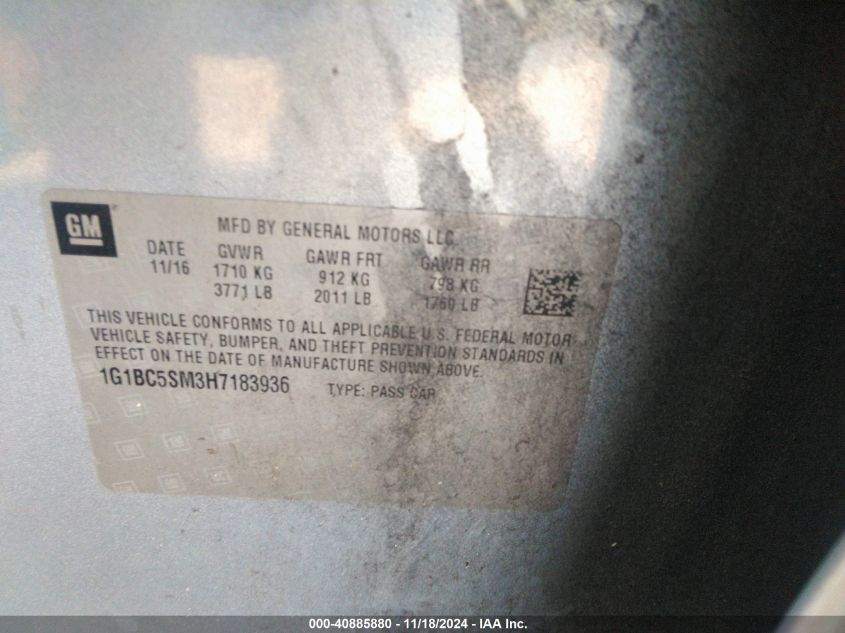 GM
MFD BY GENERAL MOTORS LLC
DATE GVWR GAWR FRT GAWR RR
11/16 1710 KG 912 KG 798 KG
3771 LB 2011 LB 1760 LB
THIS VEHICLE CONFORMS TO ALL APPLICABLE U.S. FEDERAL MOTOR
VEHICLE SAFETY, BUMPER, AND THEFT PREVENTION STANDARDS IN
EFFECT ON THE DATE OF MANUFACTURE SHOWN ABOVE.
1G1BC5SM3H7183936 TYPE: PASS CAR
000-40885880 - 11/18/2024 - IAA Inc.